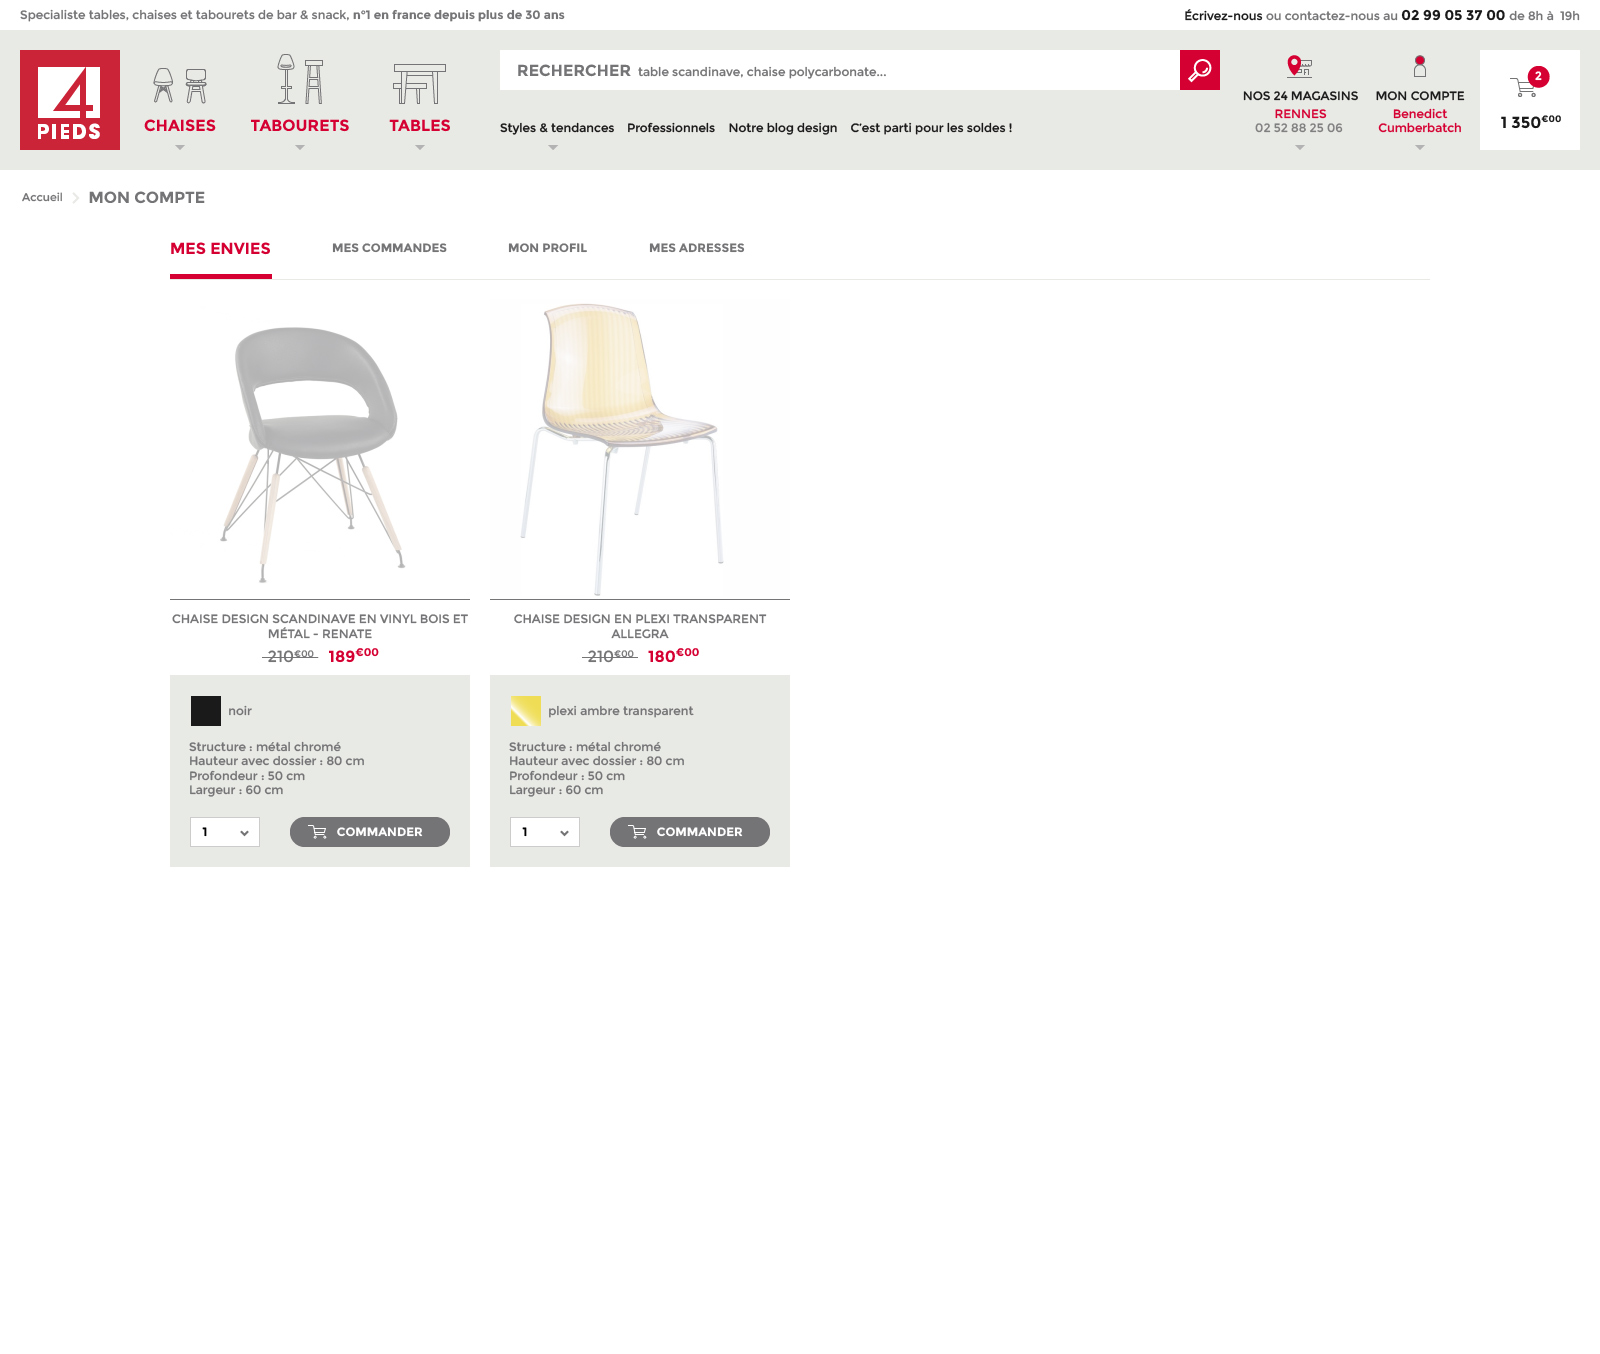 Specialiste tables, chaises et tabourets de bar & snack, n°1 en france depuis plus de 30 ans
Écrivez-nous ou contactez-nous au 02 99 05 37 00 de 8h à 19h
4
PIEDS
CHAISES
TABOURETS
TABLES
RECHERCHER table scandinave, chaise polycarbonate...
Styles & tendances
Professionnels
Notre blog design
C'est parti pour les soldes !
NOS 24 MAGASINS
RENNES
02 52 88 25 06
MON COMPTE
Benedict
Cumberbatch
2
1 350€00
Accueil
MON COMPTE
MES ENVIES
MES COMMANDES
MON PROFIL
MES ADRESSES
CHAISE DESIGN SCANDINAVE EN VINYL BOIS ET
MÉTAL - RENATE
210€00 189€00
noir
Structure : métal chromé
Hauteur avec dossier : 80 cm
Profondeur : 50 cm
Largeur : 60 cm
1
COMMANDER
CHAISE DESIGN EN PLEXI TRANSPARENT
ALLEGRA
210€00 180€00
plexi ambre transparent
Structure : métal chromé
Hauteur avec dossier : 80 cm
Profondeur : 50 cm
Largeur : 60 cm
1
COMMANDER